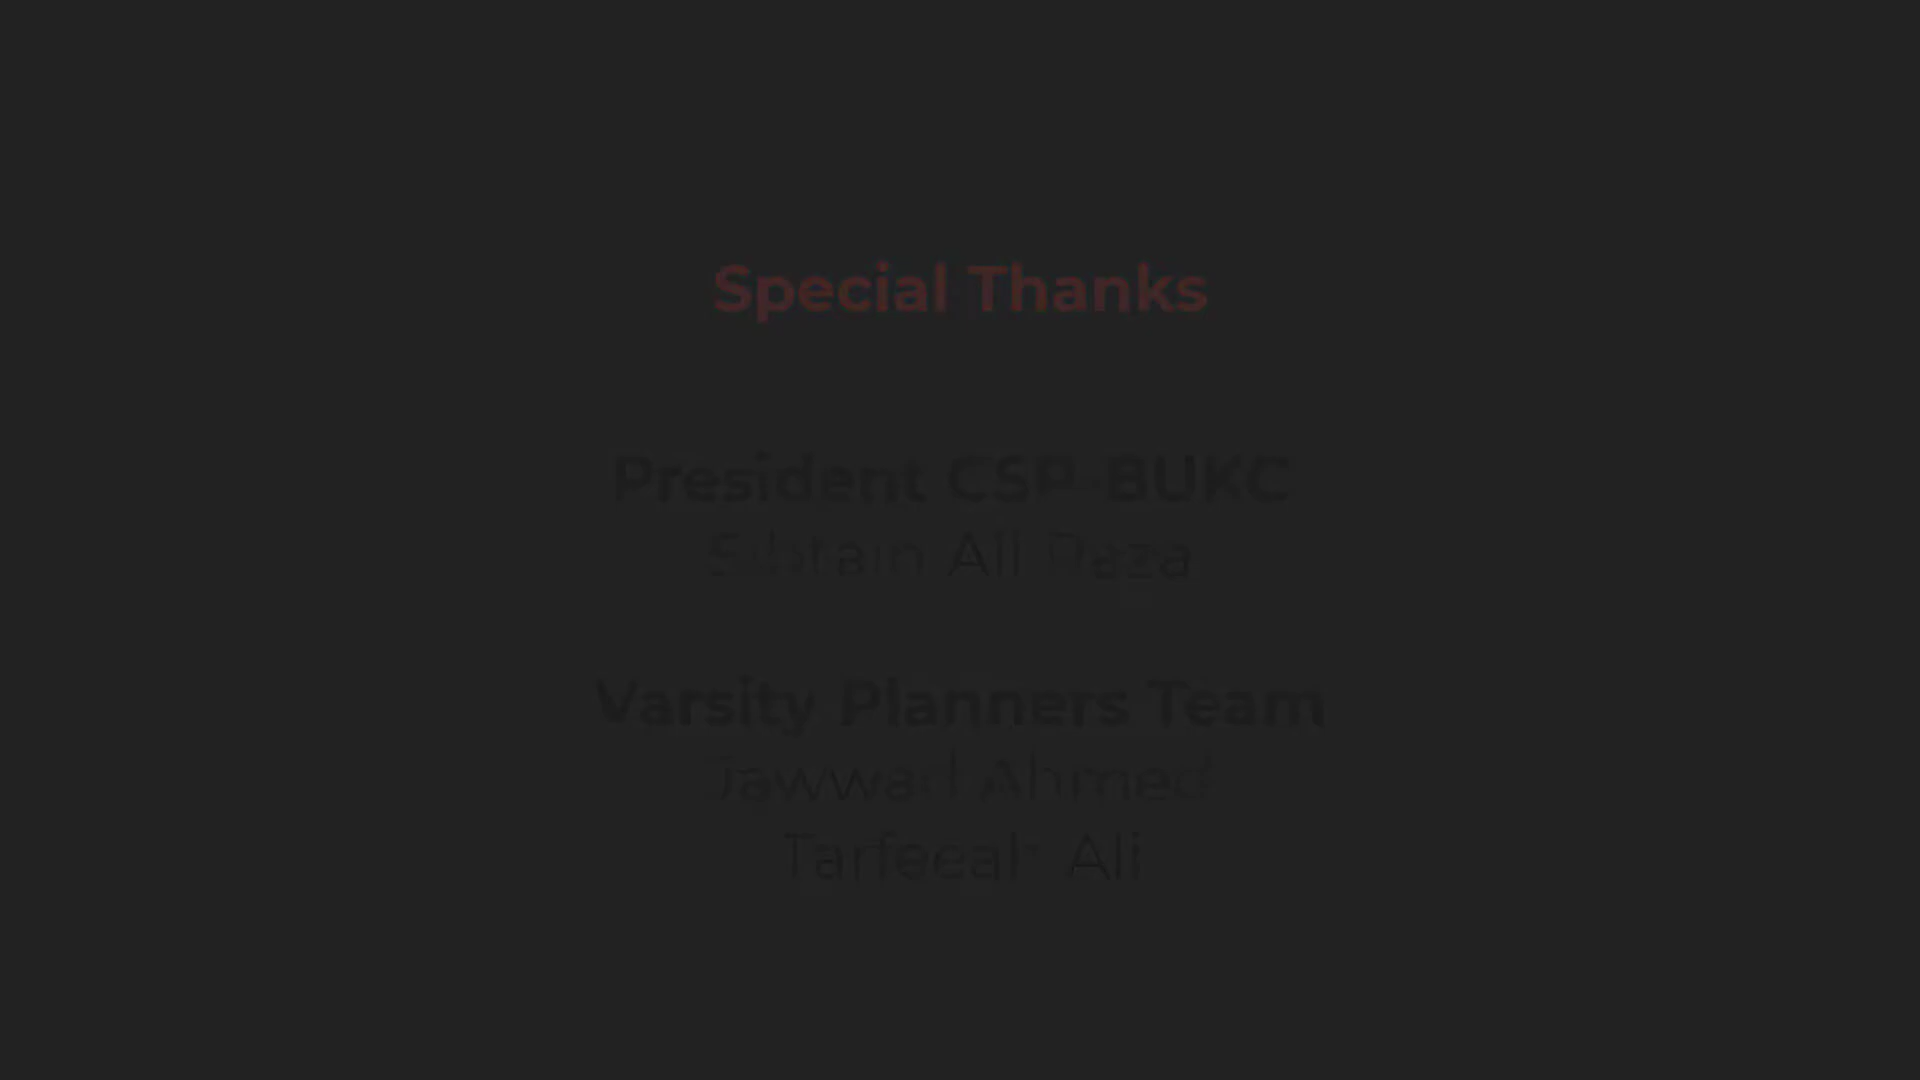 Special Thanks
President CSP-BUKC
Sibtain Ali Raza
Varsity Planners Team
Jawwad Ahmed
Tarfeeah Ali